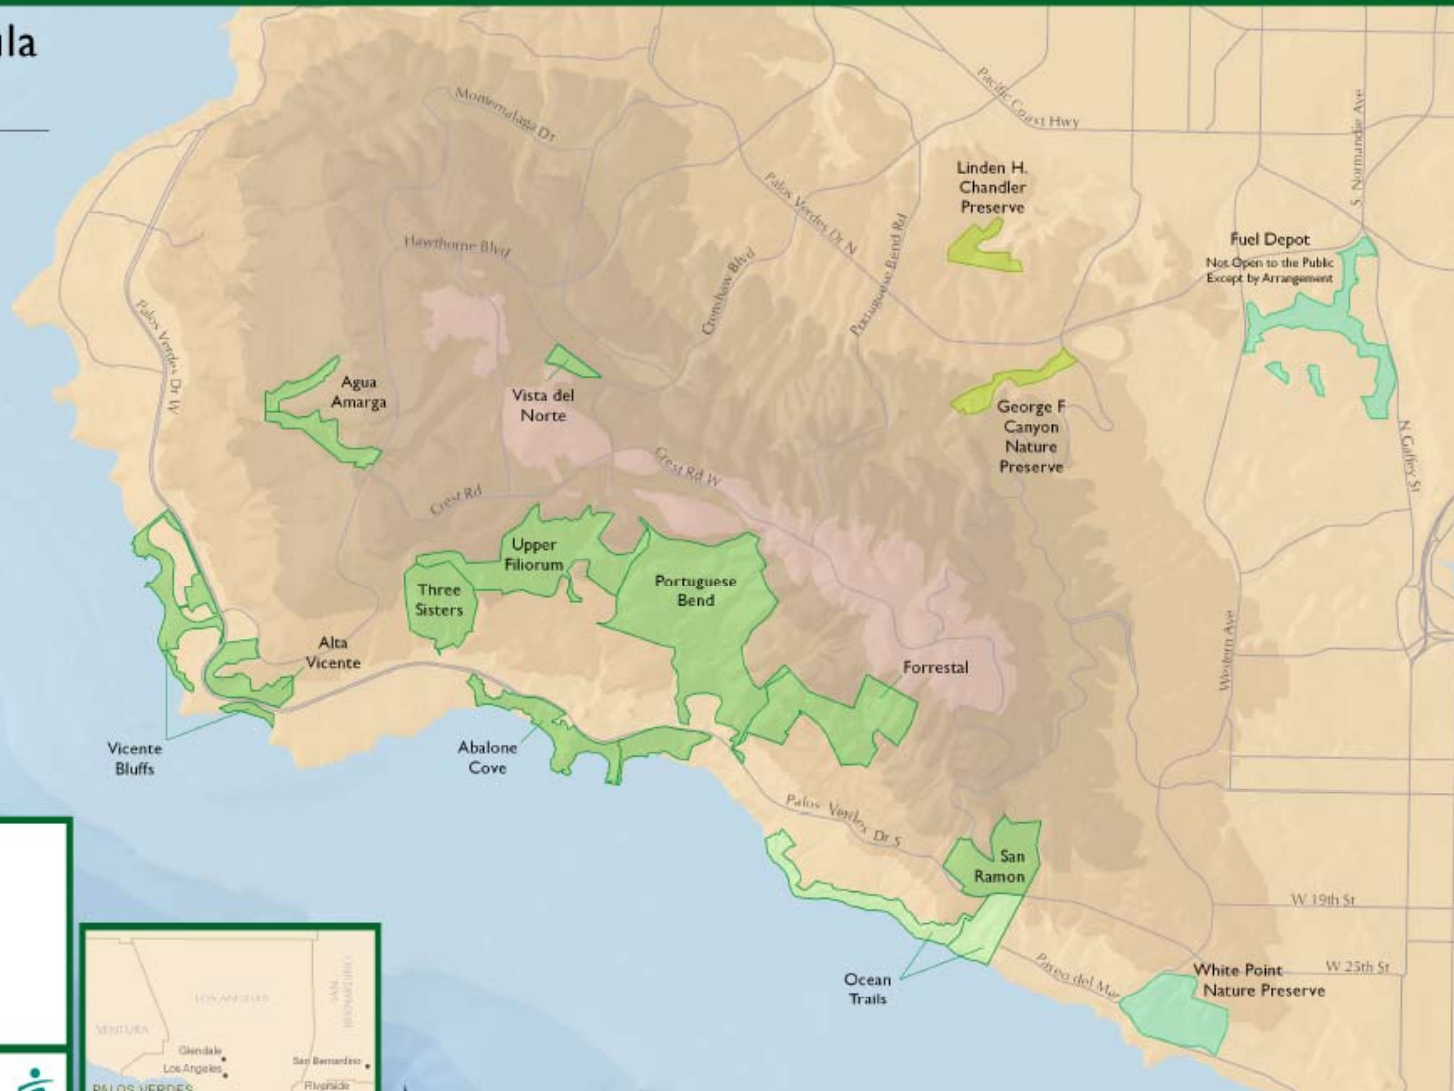 la
Montemalaga Dr
Pacific Coast Hwy
S. Normandie Ave
Linden H.
Chandler
Preserve
Palos Verdes Dr N
Portuguese Bend Rd
Fuel Depot
Not Open to the Public
Except by Arrangement
Hawthorne Blvd
Crenshaw Blvd
Palos Verdes Dr W
Agua
Amarga
Vista del
Norte
George F
Canyon
Nature
Preserve
N Gaffey St
Crest Rd W
Crest Rd
Upper
Filiorum
Three
Sisters
Portuguese
Bend
Western Ave
Alta
Vicente
Forrestal
Vicente
Bluffs
Abalone
Cove
Palos Verdes Dr S
San
Ramon
W 19th St
Ocean
Trails
Paseo del Mar
White Point
Nature Preserve
W 25th St
LOS ANGELES
SAN
BERNARDINO
VENTURA
Glendale
Los Angeles
San Bernardino
Riverside
PALOS VERDES